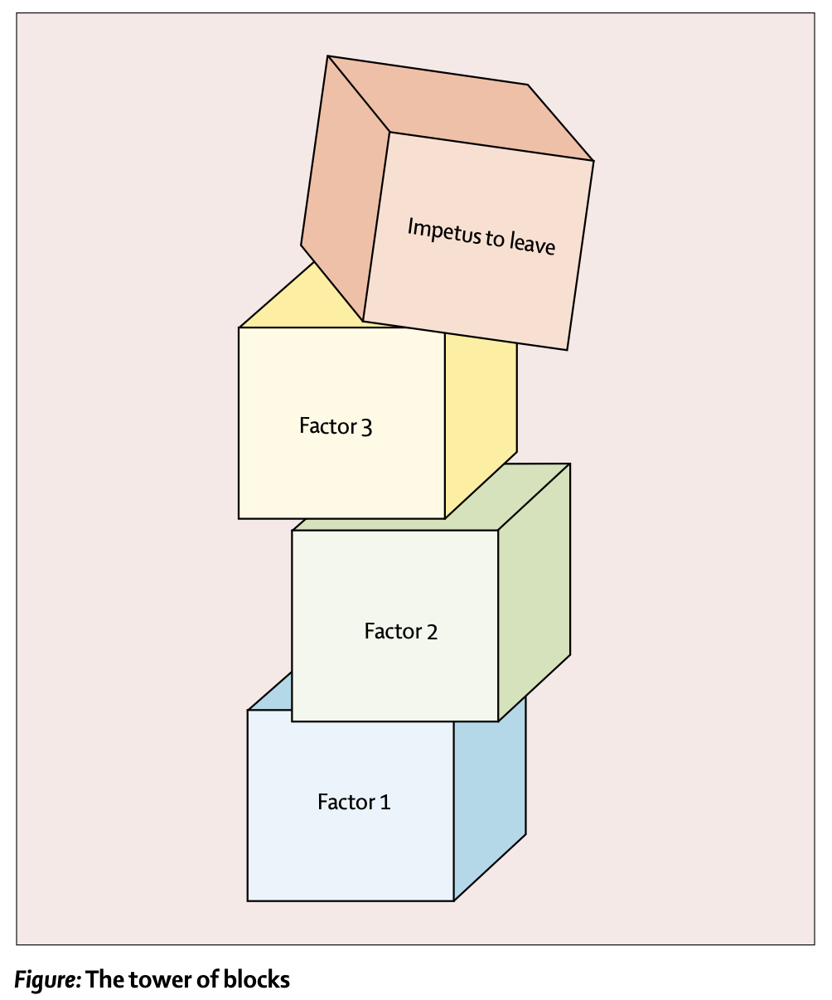 Impetus to leave
Factor 3
Factor 2
Factor 1
Figure: The tower of blocks